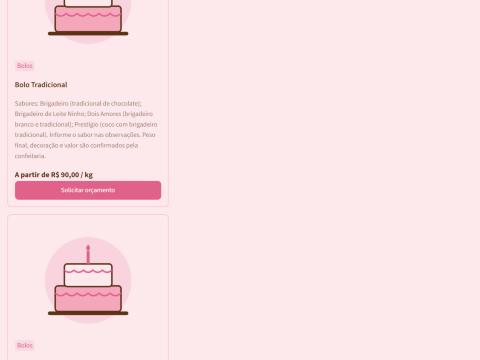 Bolos
Bolo Tradicional
Sabores: Brigadeiro (tradicional de chocolate);
Brigadeiro de Leite Ninho; Dois Amores (brigadeiro
branco e tradicional); Prestígio (coco com brigadeiro
tradicional). Informe o sabor nas observações. Peso
final, decoração e valor são confirmados pela
confeitaria.
A partir de R$ 90,00 / kg
Solicitar orçamento
Bolos